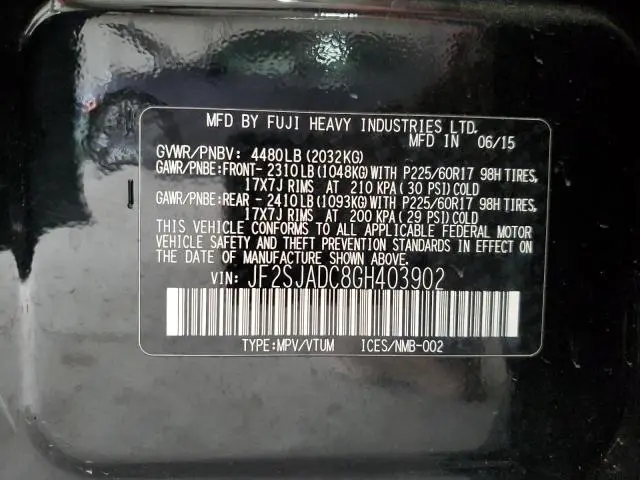 MFD BY FUJI HEAVY INDUSTRIES LTD.
MFD IN 06/15
GVWR/PNBV: 4480LB(2032KG)
GAWR/PNBE:FRONT- 2310LB(1048KG)WITH P225/60R17 98H TIRES,
17X7J RIMS AT 210 KPA(30 PSI)COLD
GAWR/PNBE:REAR - 2410LB(1093KG)WITH P225/60R17 98H TIRES,
17X7J RIMS AT 200 KPA(29 PSI)COLD
THIS VEHICLE CONFORMS TO ALL APPLICABLE FEDERAL MOTOR
VEHICLE SAFETY AND THEFT PREVENTION STANDARDS IN EFFECT ON
THE DATE OF MANUFACTURE SHOWN ABOVE.
VIN: JF2SJADC8GH403902
TYPE:MPV/VTUM ICES/NMB-002